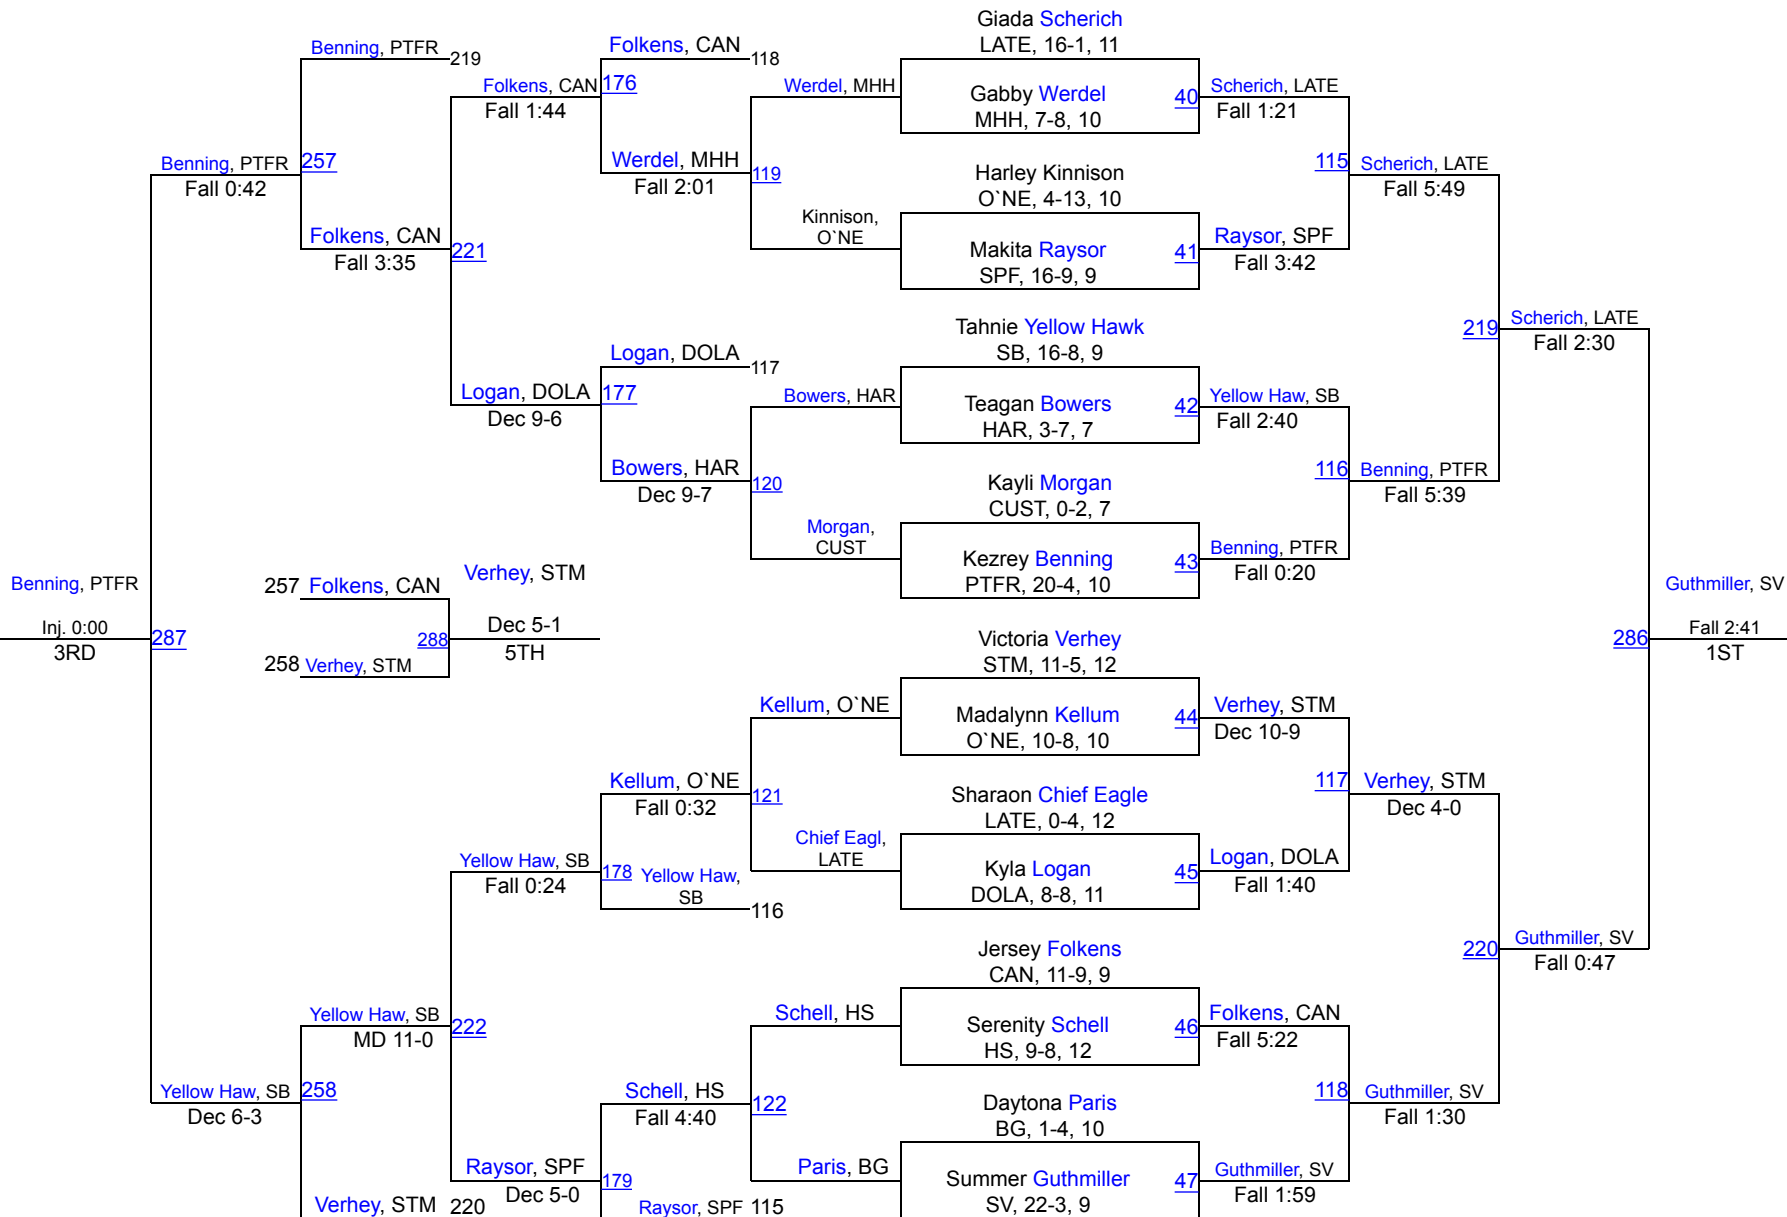 Benning, PTFR
Inj. 0:00
3RD
287
Benning, PTFR
Fall 0:42
Yellow Haw, SB
Dec 6-3
Benning, PTFR
219
257
Folkens, CAN
Fall 3:35
257 Folkens, CAN
258 Verhey, STM
288
Verhey, STM
Dec 5-1
5TH
Yellow Haw, SB
MD 11-0
258
Verhey, STM 220
Folkens, CAN
Fall 1:44
221
Logan, DOLA
Dec 9-6
Yellow Haw, SB
Fall 0:24
222
Raysor, SPF
Dec 5-0
Folkens, CAN
118
176
Werdel, MHH
Fall 2:01
Logan, DOLA
117
177
Bowers, HAR
Dec 9-7
Kellum, O`NE
Fall 0:32
178 Yellow Haw,
SB
116
Schell, HS
Fall 4:40
179
Raysor, SPF 115
Werdel, MHH
119
Kinnison,
O`NE
Bowers, HAR
120
Morgan,
CUST
Kellum, O`NE
121
Chief Eagl,
LATE
Schell, HS
122
Paris, BG
Giada Scherich
LATE, 16-1, 11
Gabby Werdel
MHH, 7-8, 10
40
Harley Kinnison
O`NE, 4-13, 10
Makita Raysor
SPF, 16-9, 9
41
Tahnie Yellow Hawk
SB, 16-8, 9
Teagan Bowers
HAR, 3-7, 7
42
Kayli Morgan
CUST, 0-2, 7
Kezrey Benning
PTFR, 20-4, 10
43
Victoria Verhey
STM, 11-5, 12
Madalynn Kellum
O`NE, 10-8, 10
44
Sharaon Chief Eagle
LATE, 0-4, 12
Kyla Logan
DOLA, 8-8, 11
45
Jersey Folkens
CAN, 11-9, 9
Serenity Schell
HS, 9-8, 12
46
Daytona Paris
BG, 1-4, 10
Summer Guthmiller
SV, 22-3, 9
47
Scherich, LATE
Fall 1:21
115
Raysor, SPF
Fall 3:42
Yellow Haw, SB
Fall 2:40
116
Benning, PTFR
Fall 0:20
Verhey, STM
Dec 10-9
117
Logan, DOLA
Fall 1:40
Folkens, CAN
Fall 5:22
118
Guthmiller, SV
Fall 1:59
Scherich, LATE
Fall 5:49
219
Benning, PTFR
Fall 5:39
Verhey, STM
Dec 4-0
220
Guthmiller, SV
Fall 1:30
Scherich, LATE
Fall 2:30
286
Guthmiller, SV
Fall 0:47
Guthmiller, SV
Fall 2:41
1ST